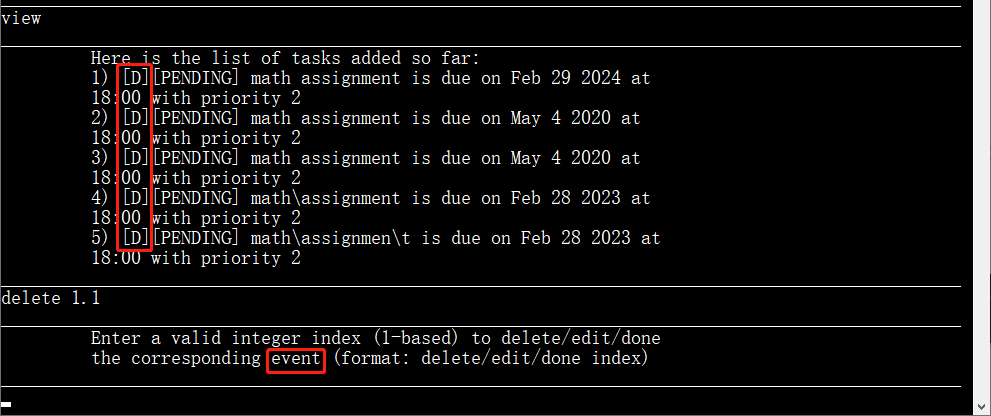 view
Here is the list of tasks added so far:
1) [D][PENDING] math assignment is due on Feb 29 2024 at
18:00 with priority 2
2) [D][PENDING] math assignment is due on May 4 2020 at
18:00 with priority 2
3) [D][PENDING] math assignment is due on May 4 2020 at
18:00 with priority 2
4) [D][PENDING] math\assignment is due on Feb 28 2023 at
18:00 with priority 2
5) [D][PENDING] math\assignmen\t is due on Feb 28 2023 at
18:00 with priority 2
delete 1.1
Enter a valid integer index (1-based) to delete/edit/done
the corresponding event (format: delete/edit/done index)